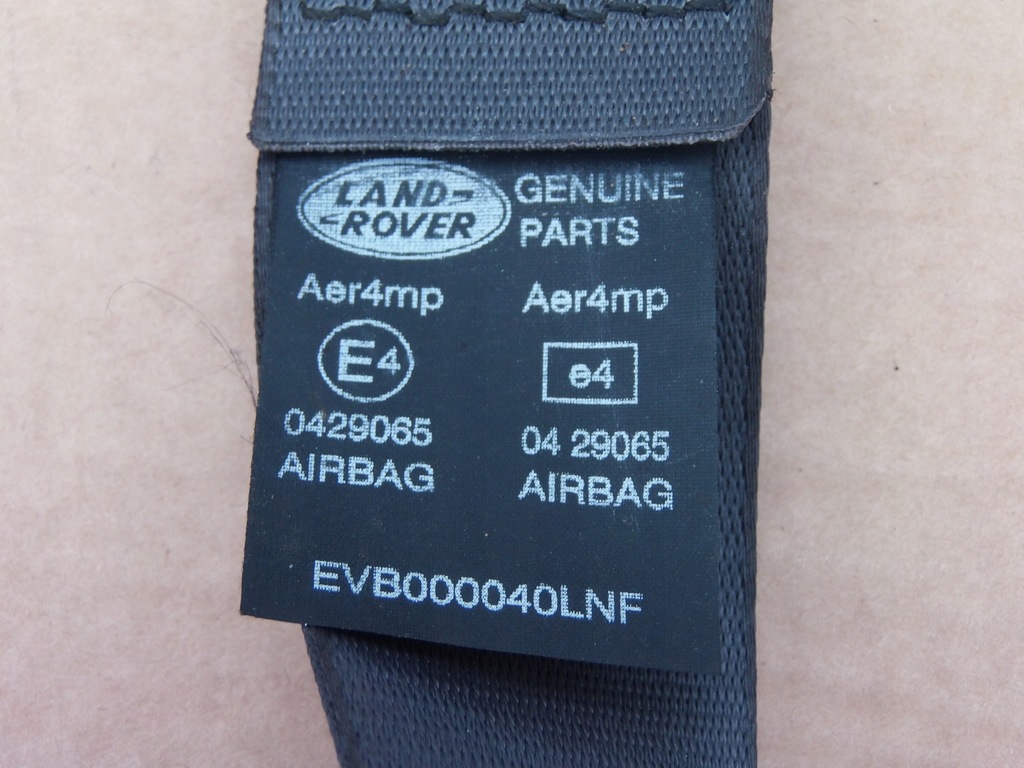 LAND-
-ROVER
GENUINE
PARTS
Aer4mp
Aer4mp
E4
e4
0429065
04 29065
AIRBAG
AIRBAG
EVB000040LNF